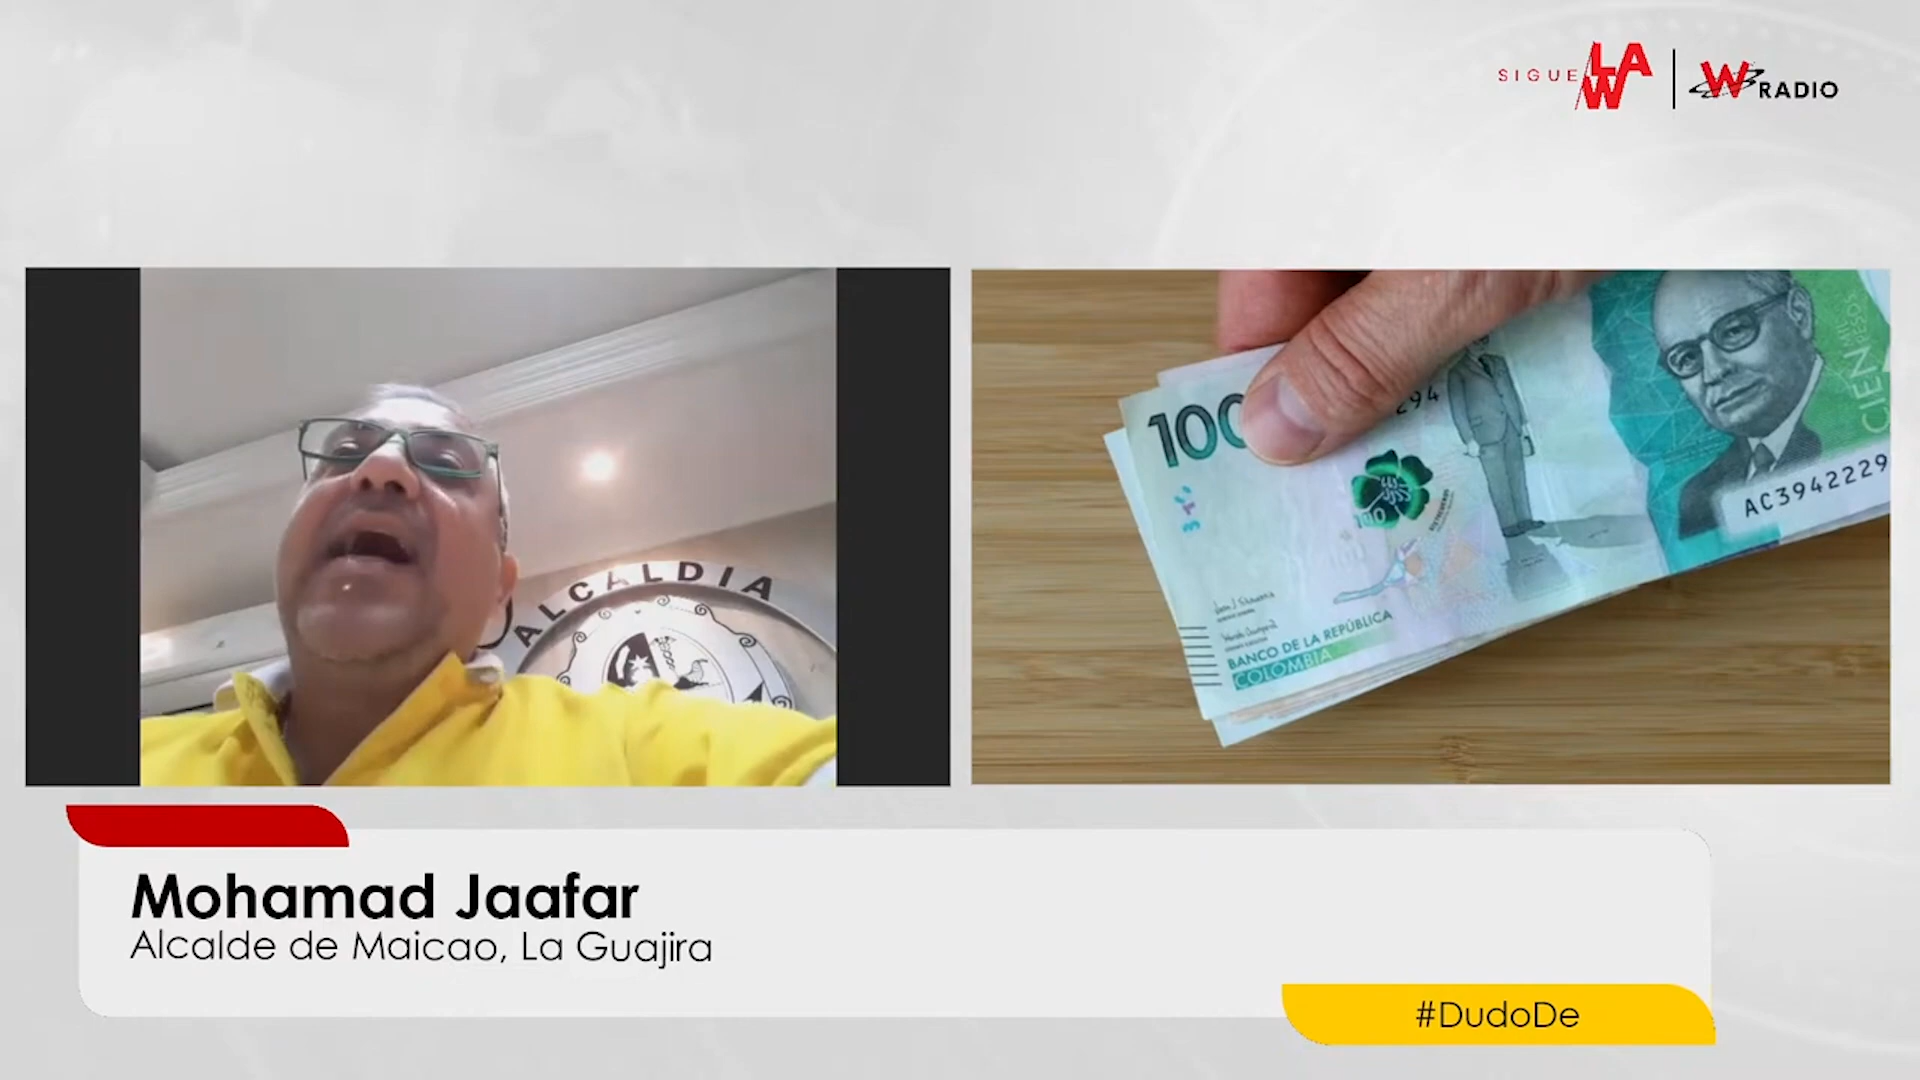 SIGUE LA W
W RADIO
ALCALDIA
100
294
CIEN MIL PESOS
AC3942229
BANCO DE LA REPÚBLICA
COLOMBIA
Mohamad Jaafar
Alcalde de Maicao, La Guajira
#DudoDe